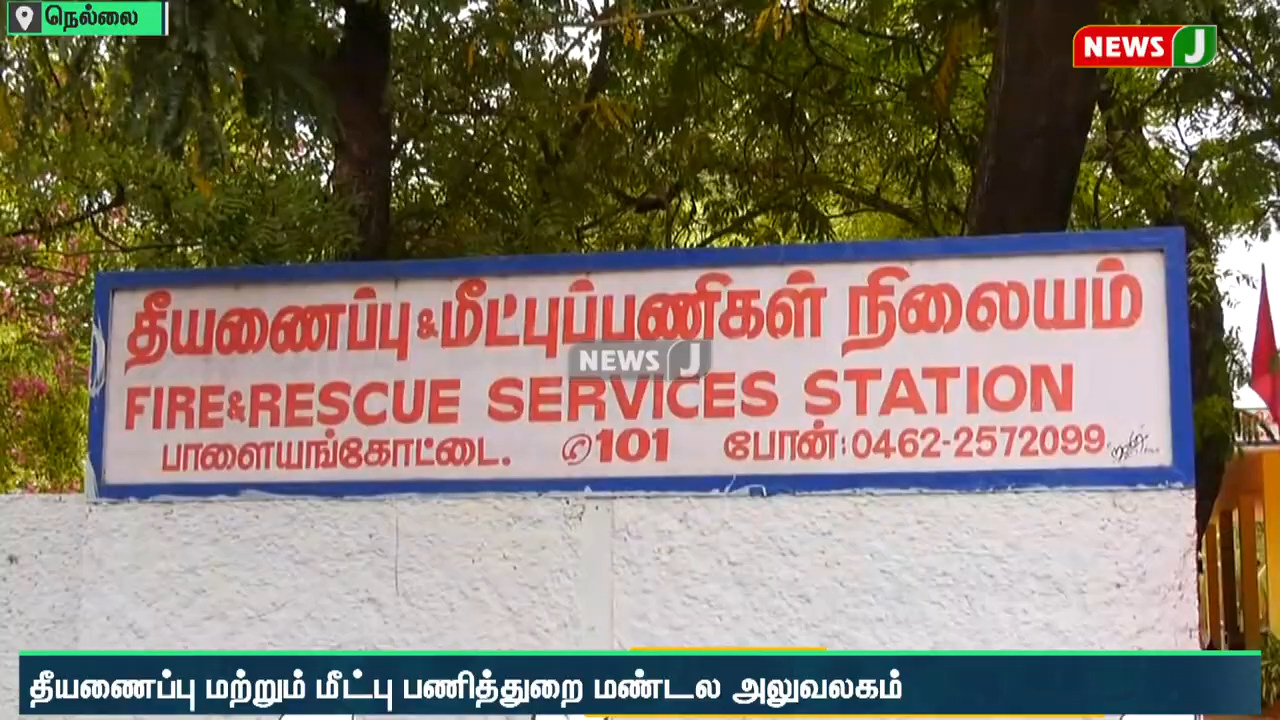 நெல்லை
NEWS J
தீயணைப்பு & மீட்புப்பணிகள் நிலையம்
NEWS J
FIRE & RESCUE SERVICES STATION
பாளையங்கோட்டை. ✆101 போன்: 0462-2572099
தீயணைப்பு மற்றும் மீட்பு பணித்துறை மண்டல அலுவலகம்